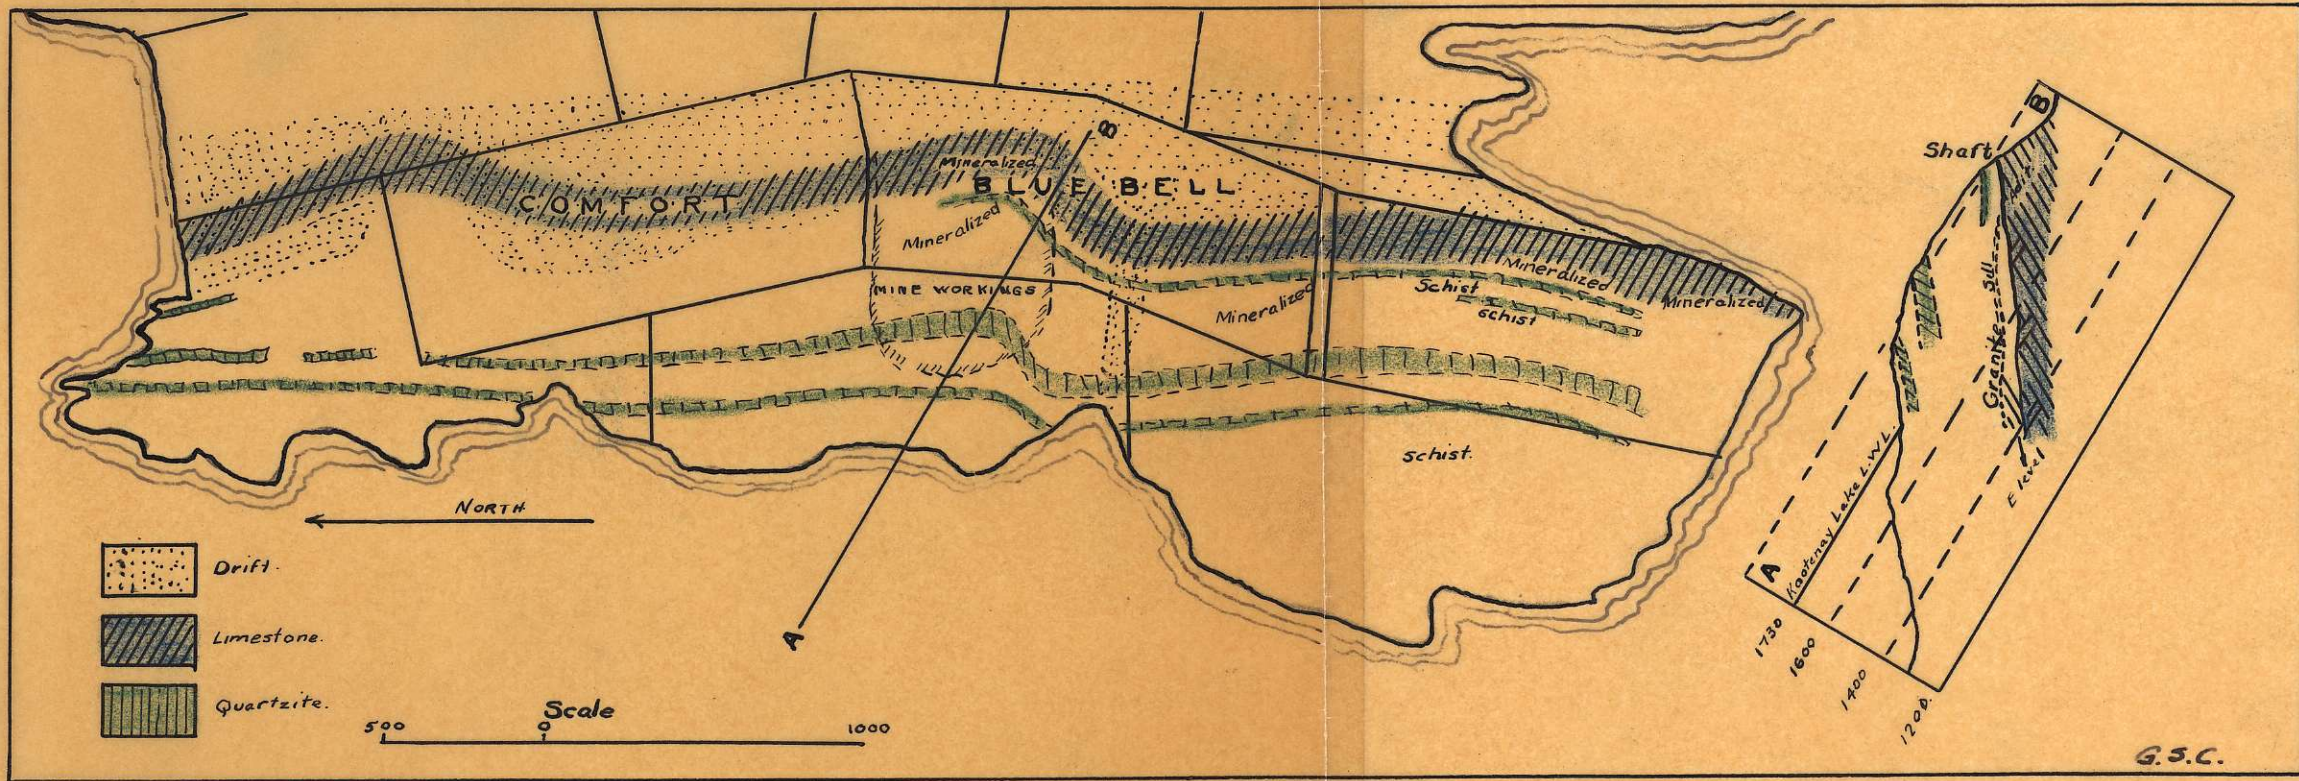 COMFORT
BLUE BELL
Mineralized
Mineralized
B
MINE WORKINGS
Mineralized
Mineralized
Mineralized
Schist
Schist
Schist.
A
NORTH
Drift.
Limestone.
Quartzite.
Scale
500 0 1000
B
Shaft
Granite Sill
E level
A
Kootenay Lake L.W.L.
1730
1600
1400
1200.
G.S.C.